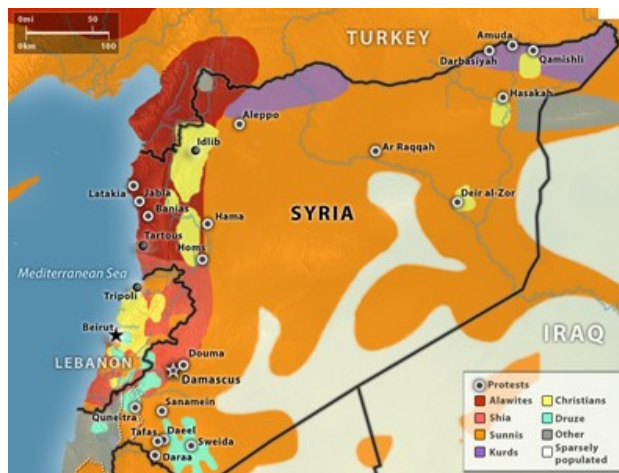 0mi 50
0km 100
TURKEY
Amuda
Darbasiyah
Qamishli
Hasakah
Aleppo
Idlib
Ar Raqqah
Latakia
Jabla
Banias
Deir al-Zor
SYRIA
Hama
Tartous
Homs
Mediterranean Sea
Tripoli
Beirut
IRAQ
LEBANON
Douma
Damascus
Sanamein
Quneitra
Tafas
Dael
Sweida
Daraa
Protests
Alawites
Christians
Shia
Druze
Sunnis
Other
Kurds
Sparsely
populated